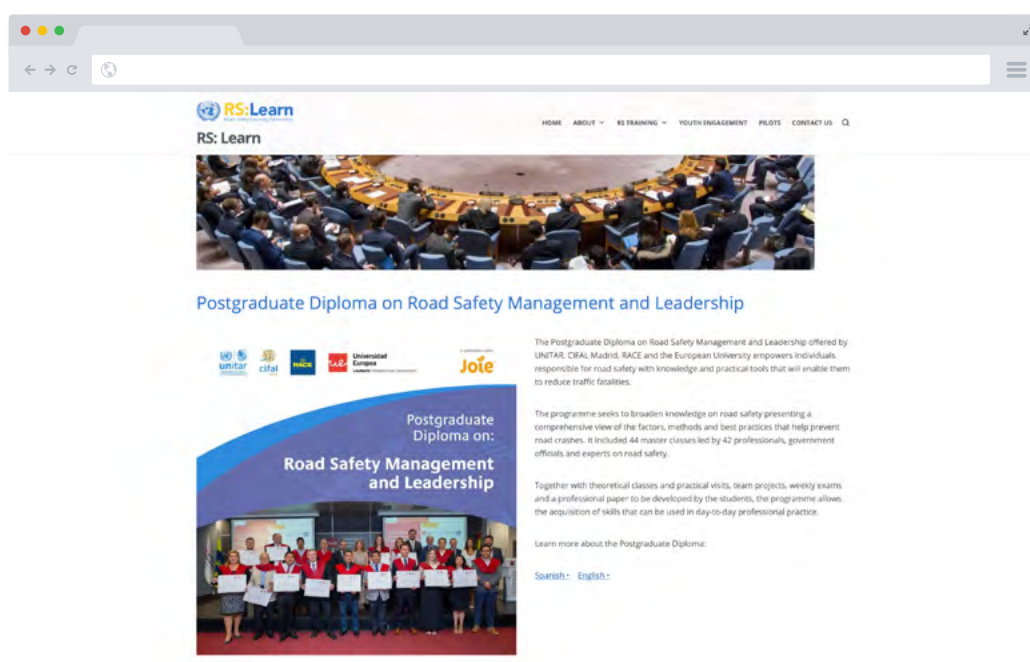 RS:Learn
RS: Learn
HOME ABOUT RS TRAINING YOUTH ENGAGEMENT PILOTS CONTACT US
Postgraduate Diploma on Road Safety Management and Leadership
unitar
cifal
RACE
ue
Universidad
Europea
Joie
Postgraduate
Diploma on:
Road Safety Management
and Leadership
The Postgraduate Diploma on Road Safety Management and Leadership offered by
UNITAR, CIFAL Madrid, RACE and the European University empowers individuals
responsible for road safety with knowledge and practical tools that will enable them
to reduce traffic fatalities.
The programme seeks to broaden knowledge on road safety presenting a
comprehensive view of the factors, methods and best practices that help prevent
road crashes. It included 44 master classes led by 42 professionals, government
officials and experts on road safety.
Together with theoretical classes and practical visits, team projects, weekly exams
and a professional paper to be developed by the students, the programme allows
the acquisition of skills that can be used in day-to-day professional practice.
Learn more about the Postgraduate Diploma:
Spanish · English ·